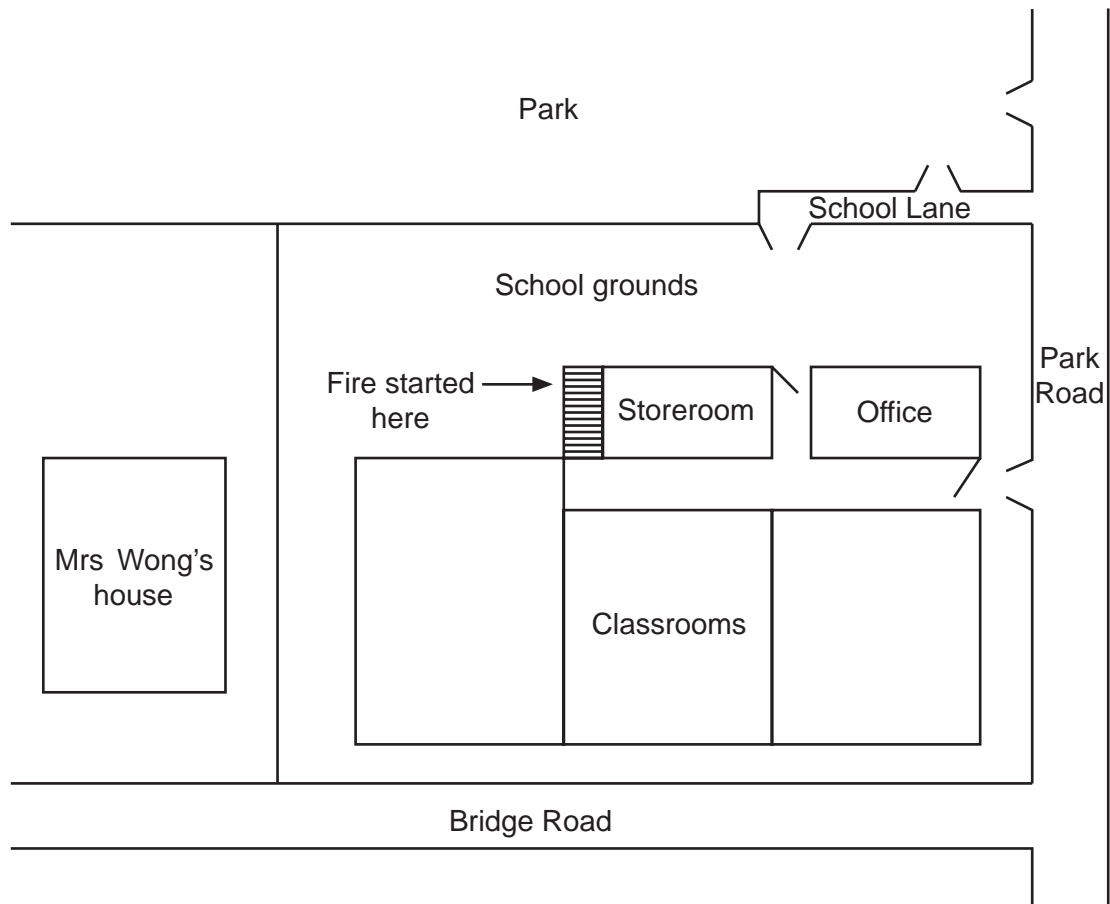 Park
School Lane
School grounds
Park
Road
Fire started
here
Storeroom
Office
Mrs Wong's
house
Classrooms
Bridge Road